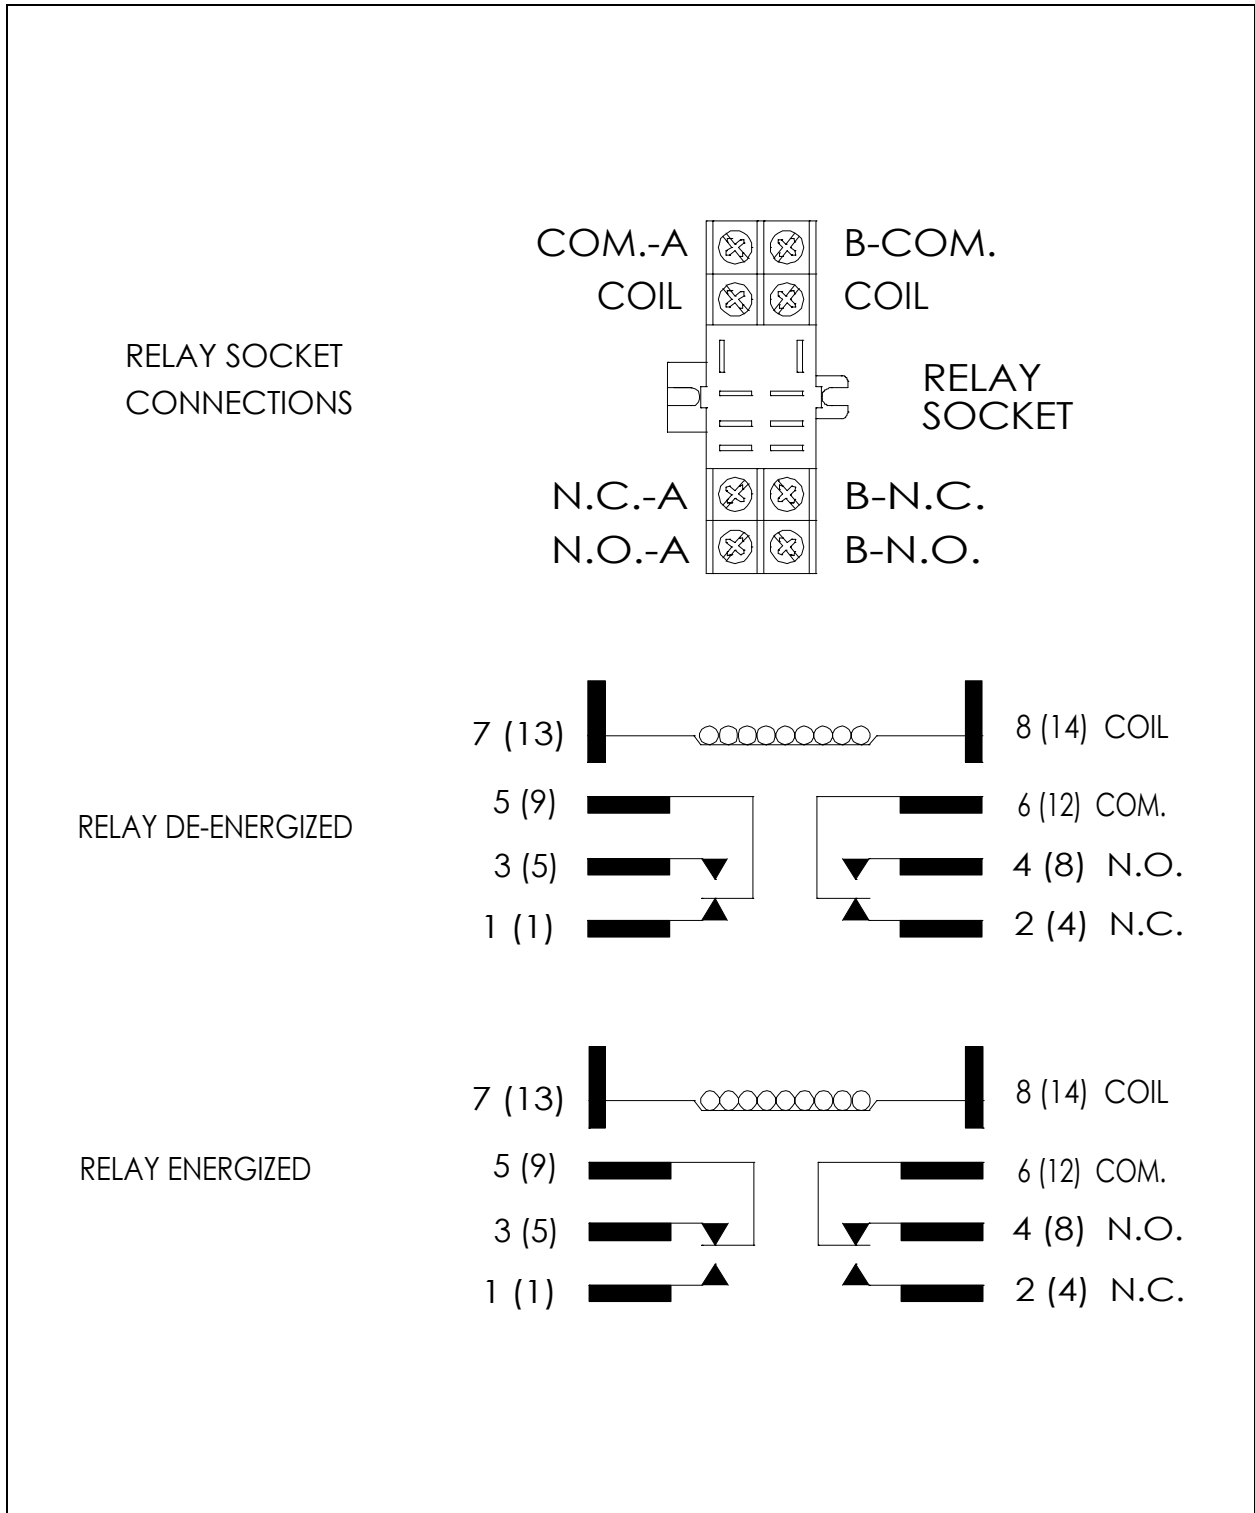 COM.-A B-COM.
COIL COIL
RELAY SOCKET
CONNECTIONS
RELAY
SOCKET
N.C.-A B-N.C.
N.O.-A B-N.O.
7 (13) 8 (14) COIL
5 (9) 6 (12) COM.
RELAY DE-ENERGIZED
3 (5) 4 (8) N.O.
1 (1) 2 (4) N.C.
7 (13) 8 (14) COIL
RELAY ENERGIZED
5 (9) 6 (12) COM.
3 (5) 4 (8) N.O.
1 (1) 2 (4) N.C.